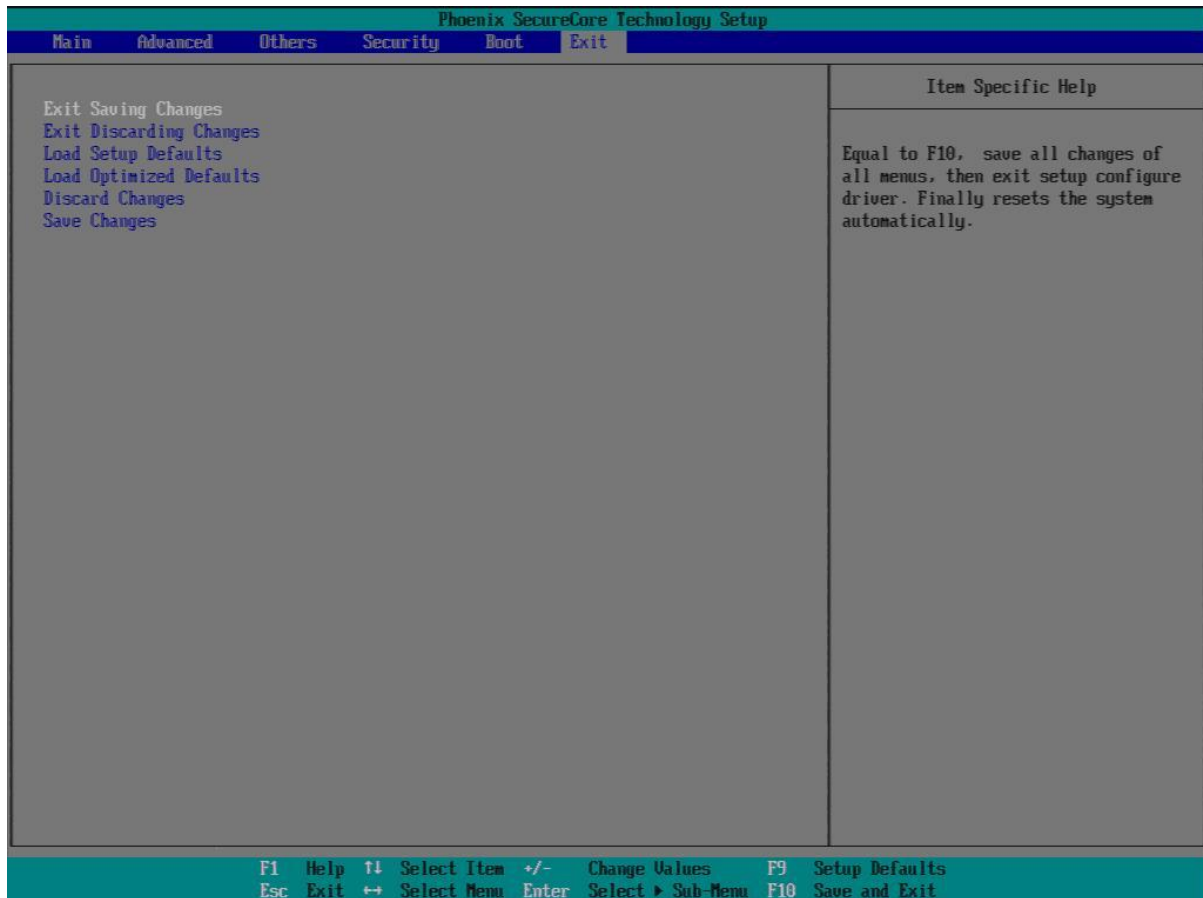 Phoenix SecureCore Technology Setup
Main Advanced Others Security Boot Exit
Exit Saving Changes
Exit Discarding Changes
Load Setup Defaults
Load Optimized Defaults
Discard Changes
Save Changes
Item Specific Help
Equal to F10, save all changes of
all menus, then exit setup configure
driver. Finally resets the system
automatically.
F1 Help ↑↓ Select Item +/- Change Values F9 Setup Defaults
Esc Exit ↔ Select Menu Enter Select ▶ Sub-Menu F10 Save and Exit